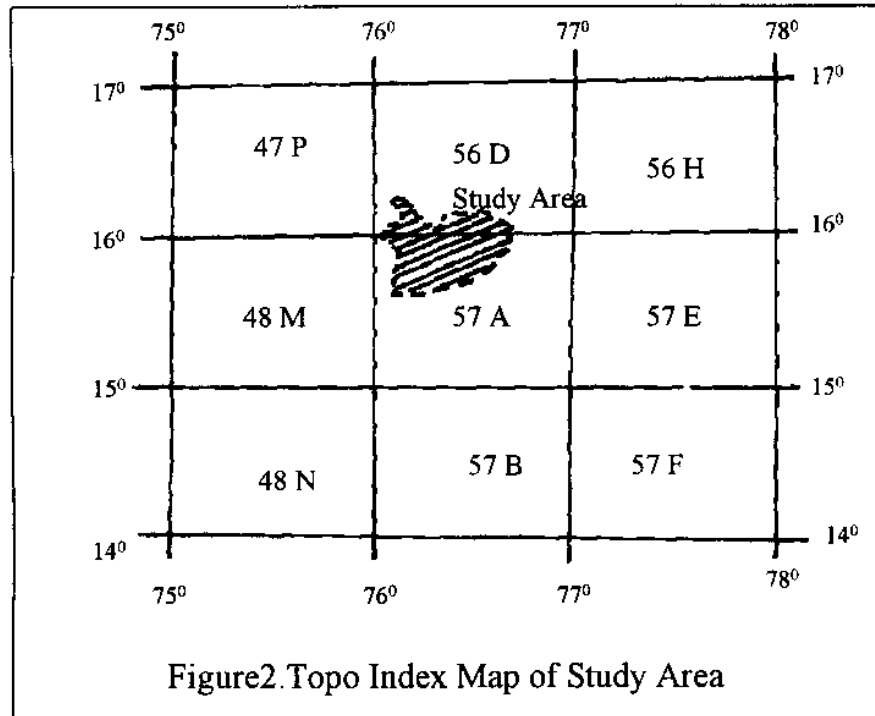 75⁰ 76⁰ 77⁰ 78⁰
17⁰ 17⁰
47 P 56 D 56 H
Study Area
16⁰ 16⁰
48 M 57 A 57 E
15⁰ 15⁰
48 N 57 B 57 F
14⁰ 14⁰
75⁰ 76⁰ 77⁰ 78⁰
Figure2.Topo Index Map of Study Area